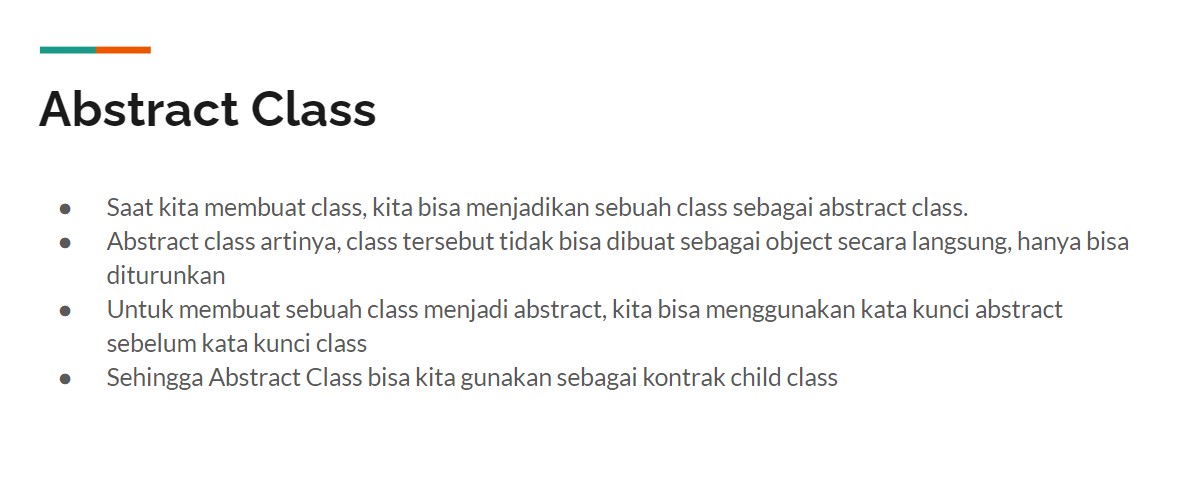 Abstract Class
● Saat kita membuat class, kita bisa menjadikan sebuah class sebagai abstract class.
● Abstract class artinya, class tersebut tidak bisa dibuat sebagai object secara langsung, hanya bisa
diturunkan
● Untuk membuat sebuah class menjadi abstract, kita bisa menggunakan kata kunci abstract
sebelum kata kunci class
● Sehingga Abstract Class bisa kita gunakan sebagai kontrak child class